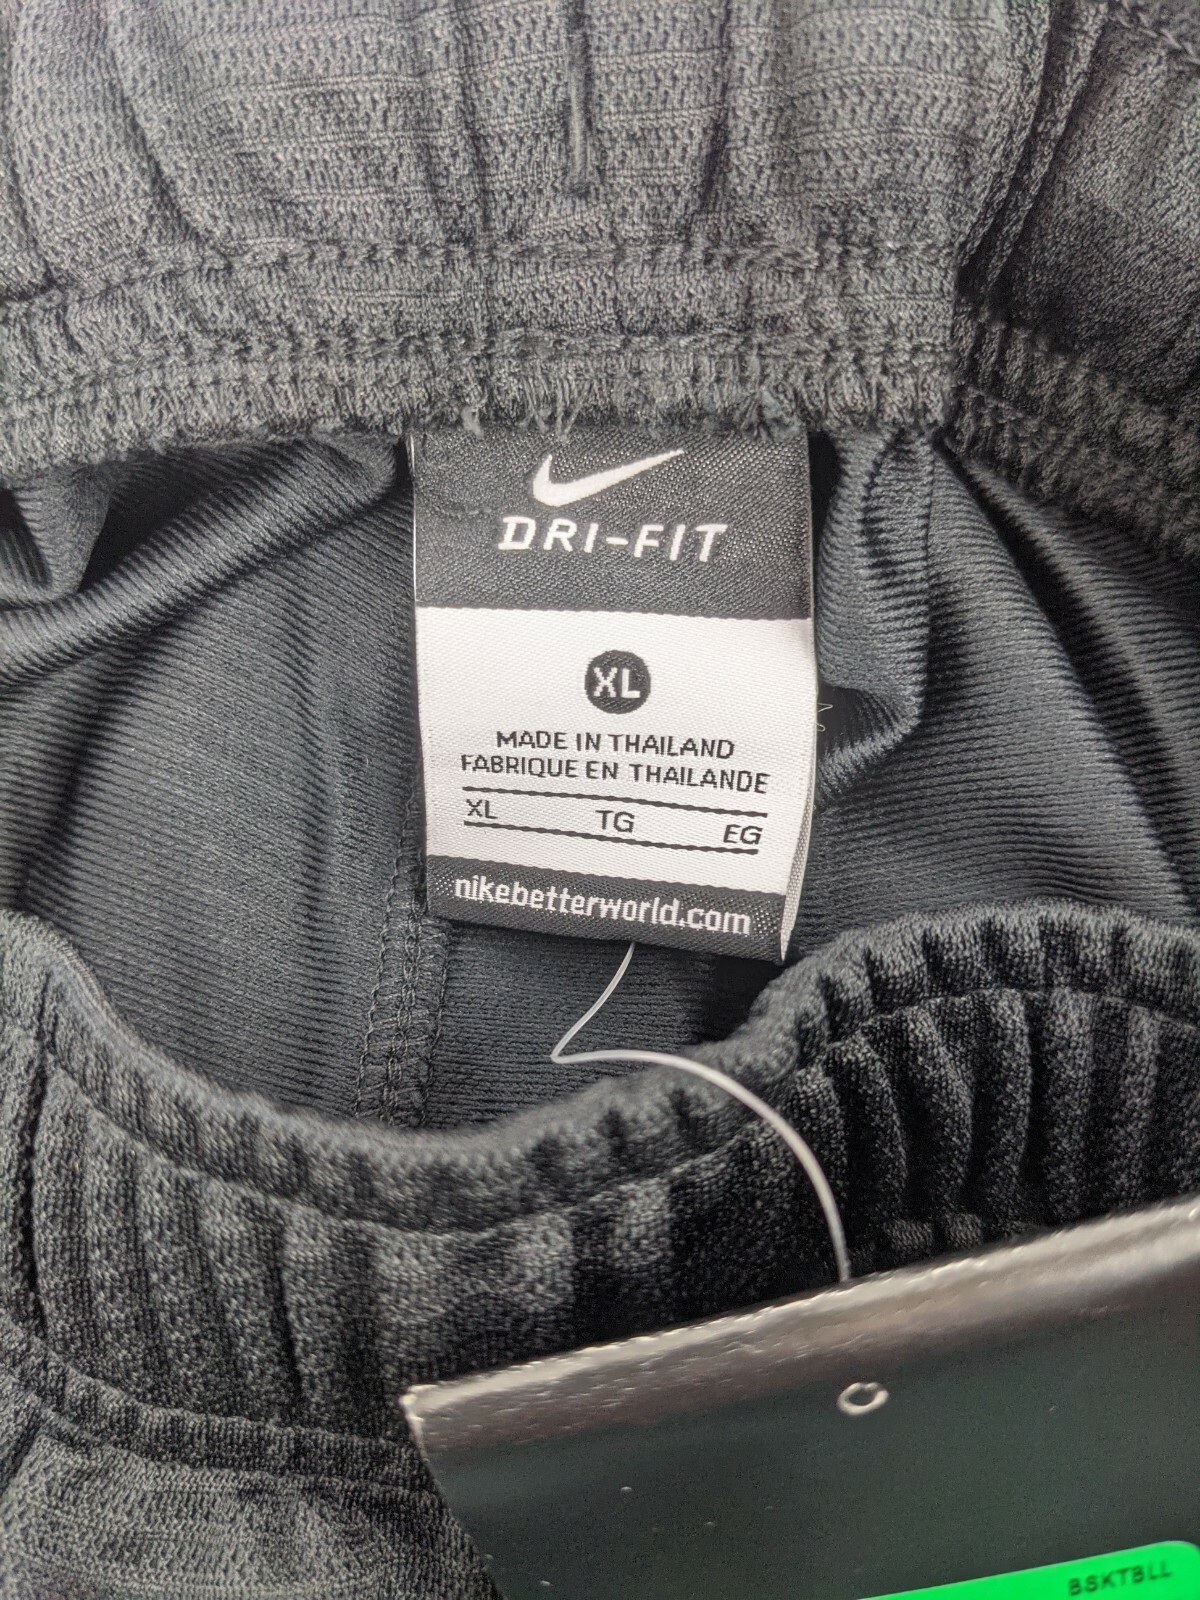 DRI-FIT
XL
MADE IN THAILAND
FABRIQUE EN THAILANDE
XL TG EG
nikebetterworld.com
BSKTBLL